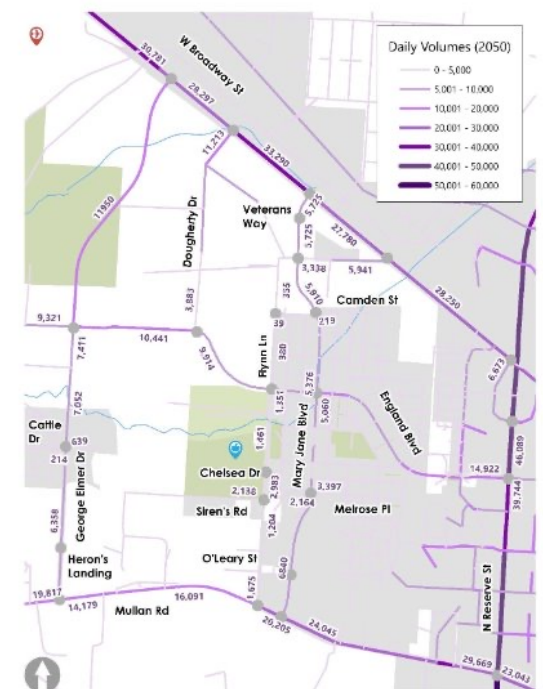 Daily Volumes (2050)
0 - 5,000
5,001 - 10,000
10,001 - 20,000
20,001 - 30,000
30,001 - 40,000
40,001 - 50,000
50,001 - 60,000
30,781
W Broadway St
28,297
11,213
33,290
11950
Dougherty Dr
Veterans
Way
5,725
5,725
27,780
3,338
5,941
355
5,910
Camden St
28,250
3,883
39
219
9,321
10,441
7,411
9,914
Flynn Ln
380
6,673
7,052
1,351
5,376
5,060
England Blvd
Mary Jane Blvd
Cattle
Dr
639
214
George Elmer Dr
1,461
46,089
14,922
39,744
Chelsea Dr
2,983
2,138
3,397
2,164
Siren's Rd
Melrose Pl
6,358
1,204
Heron's
Landing
O'Leary St
6840
N Reserve St
19,817
14,179
16,091
Mullan Rd
20,205
24,045
29,669
23,043